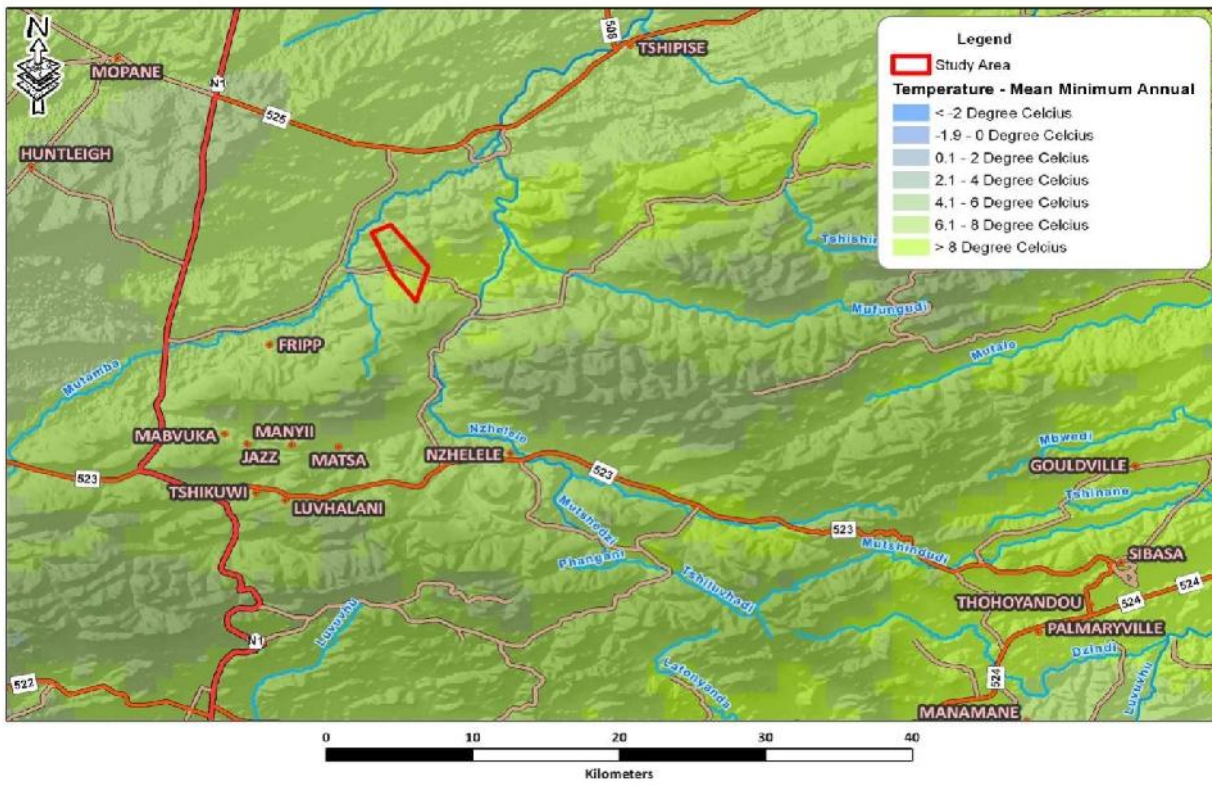 N
MOPANE
N1
525
508
TSHIPISE
HUNTLEIGH
Legend
Study Area
Temperature - Mean Minimum Annual
< -2 Degree Celcius
-1.9 - 0 Degree Celcius
0.1 - 2 Degree Celcius
2.1 - 4 Degree Celcius
4.1 - 6 Degree Celcius
6.1 - 8 Degree Celcius
> 8 Degree Celcius
Mufungudi
Mutamba
FRIPP
Mutale
MABVUKA
MANYII
JAZZ
MATSA
Nzhelele
NZHELELE
Mbwedi
GOULDVILLE
523
523
TSHIKUWI
LUVHALANI
Tshinane
Mutshedzi
523
Mutshindudi
Phangani
SIBASA
Tshiluvhadi
THOHOYANDOU
524
524
Luvuvhu
N1
PALMARYVILLE
Dzindi
Latonyanda
524
Luvuvhu
522
MANAMANE
0 10 20 30 40
Kilometers